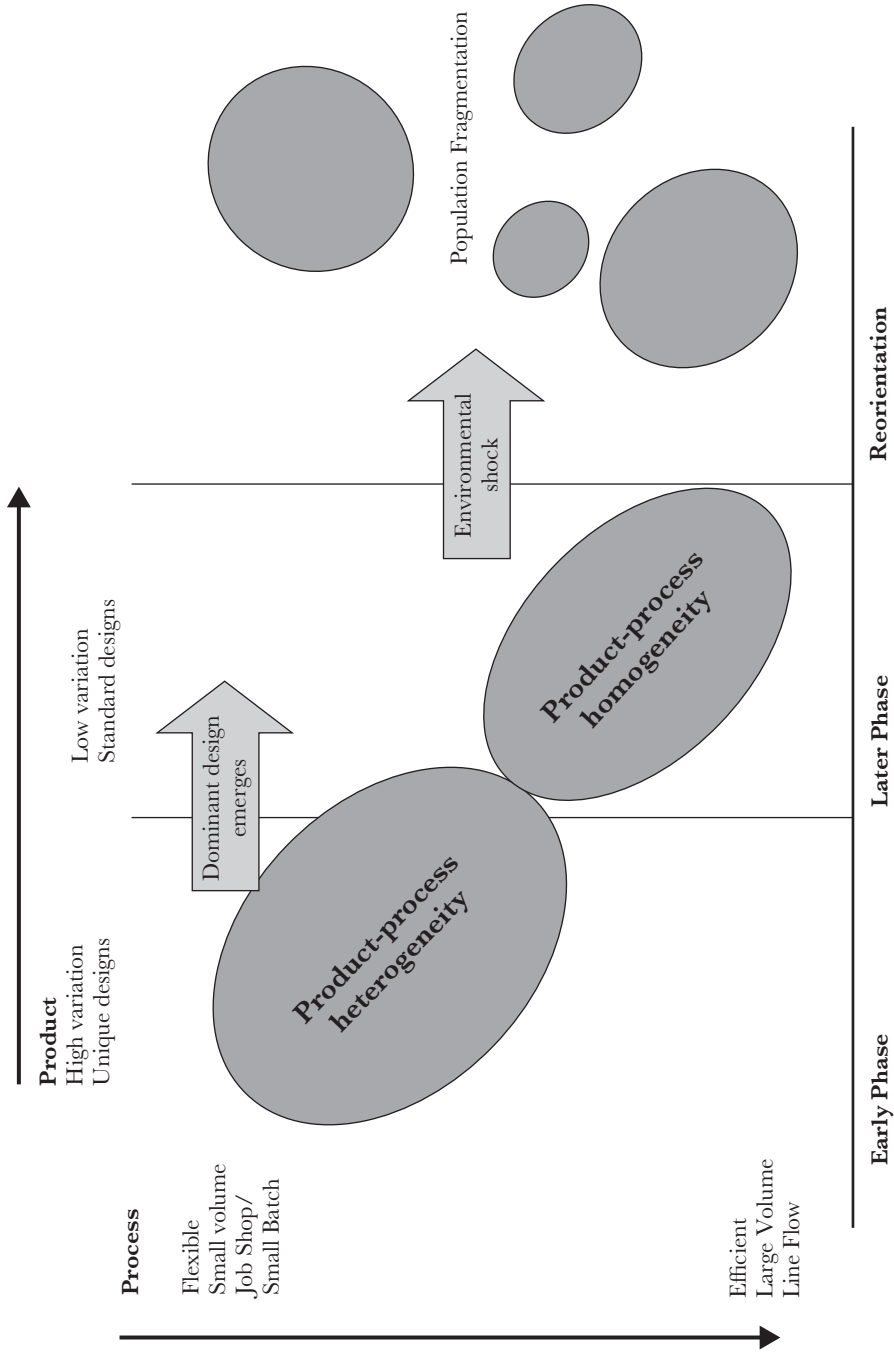 Product
High variation
Unique designs
Low variation
Standard designs
Process
Flexible
Small volume
Job Shop/
Small Batch
Efficient
Large Volume
Line Flow
Dominant design
emerges
Product-process
heterogeneity
Product-process
homogeneity
Environmental
shock
Population Fragmentation
Early Phase
Later Phase
Reorientation